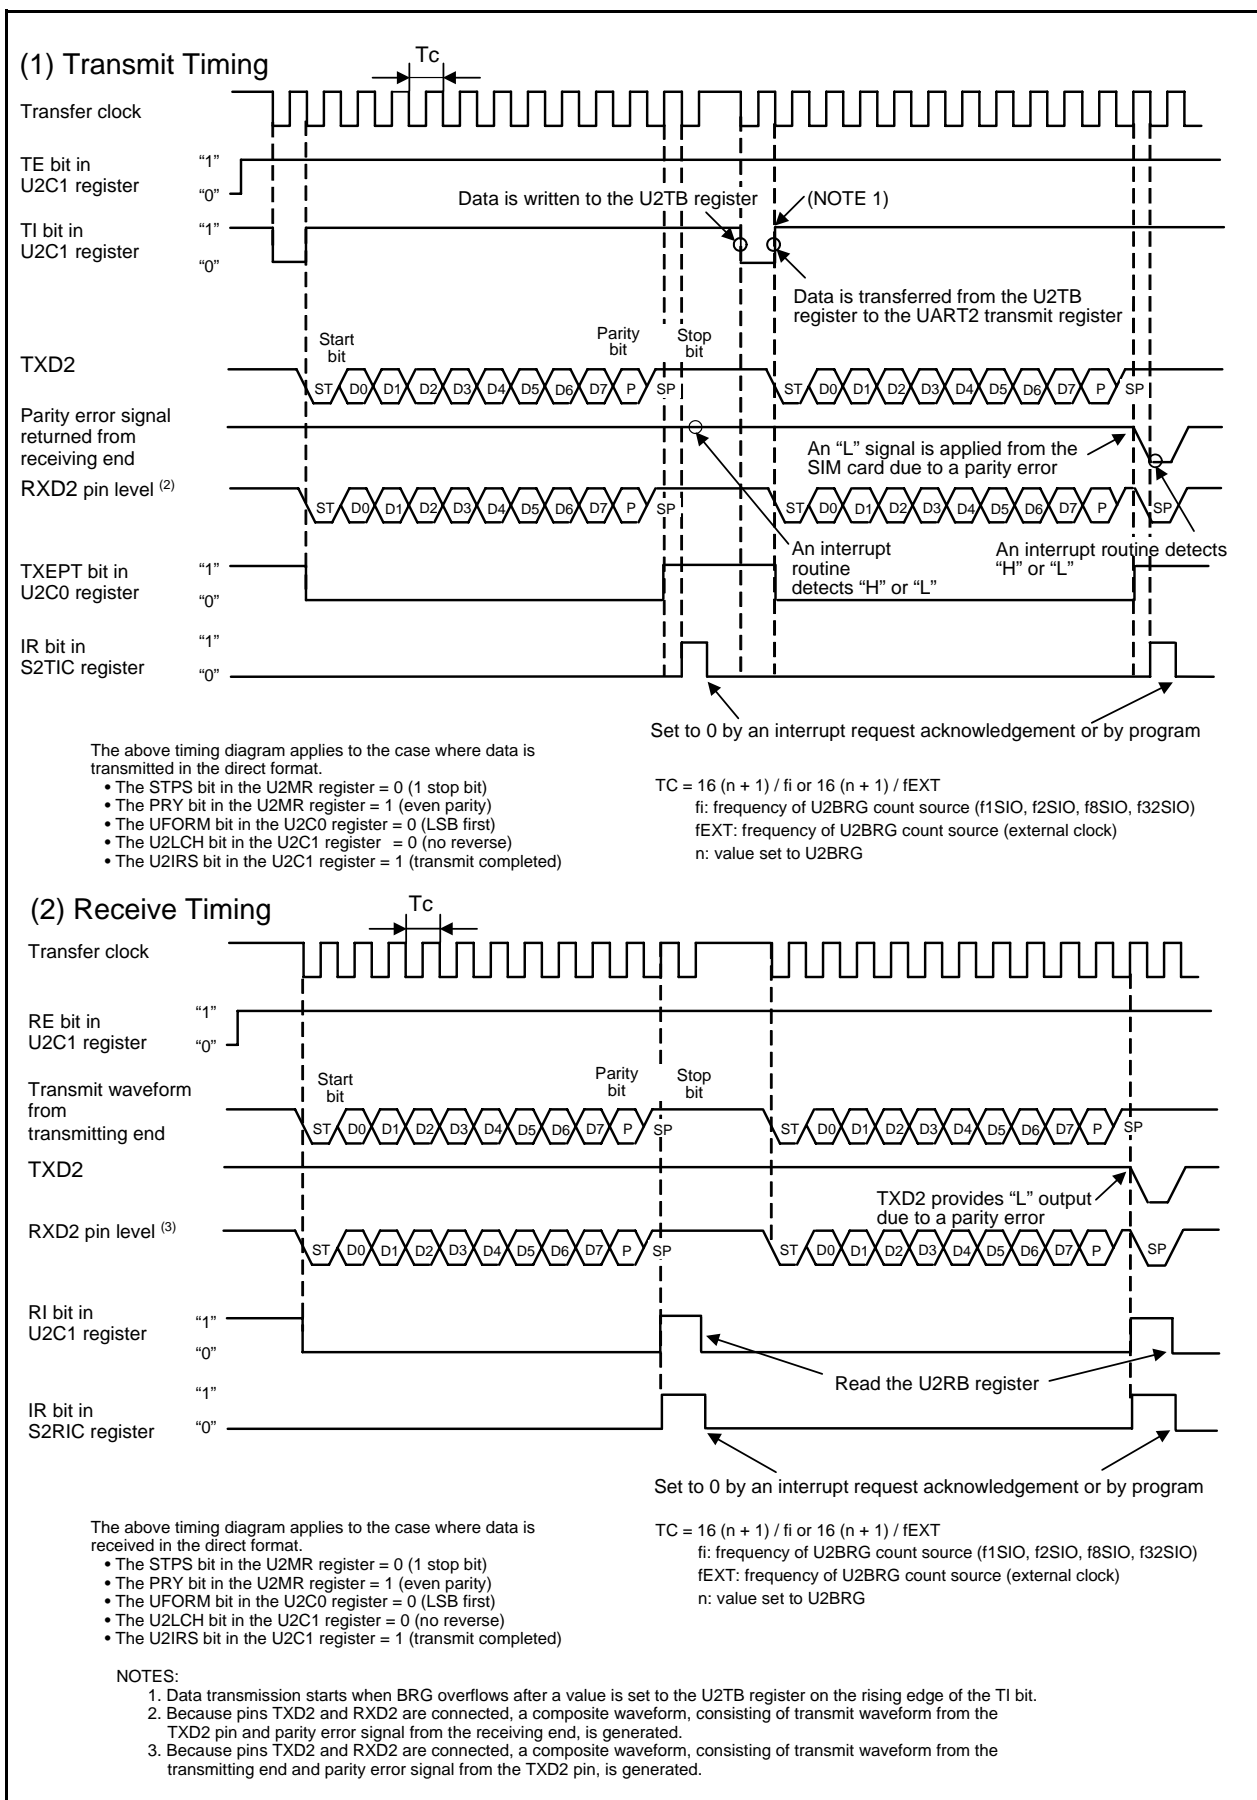 (1) Transmit Timing
Tc
Transfer clock
TE bit in
U2C1 register
“1”
“0”
Data is written to the U2TB register
(NOTE 1)
TI bit in
U2C1 register
“1”
“0”
Data is transferred from the U2TB
register to the UART2 transmit register
Start
bit
Parity
bit
Stop
bit
TXD2
ST D0 D1 D2 D3 D4 D5 D6 D7 P SP
ST D0 D1 D2 D3 D4 D5 D6 D7 P SP
Parity error signal
returned from
receiving end
An “L” signal is applied from the
SIM card due to a parity error
RXD2 pin level (2)
ST D0 D1 D2 D3 D4 D5 D6 D7 P SP
ST D0 D1 D2 D3 D4 D5 D6 D7 P SP
An interrupt
routine
detects “H” or “L”
An interrupt routine detects
“H” or “L”
TXEPT bit in
U2C0 register
“1”
“0”
IR bit in
S2TIC register
“1”
“0”
Set to 0 by an interrupt request acknowledgement or by program
The above timing diagram applies to the case where data is
transmitted in the direct format.
• The STPS bit in the U2MR register = 0 (1 stop bit)
• The PRY bit in the U2MR register = 1 (even parity)
• The UFORM bit in the U2C0 register = 0 (LSB first)
• The U2LCH bit in the U2C1 register = 0 (no reverse)
• The U2IRS bit in the U2C1 register = 1 (transmit completed)
TC = 16 (n + 1) / fi or 16 (n + 1) / fEXT
fi: frequency of U2BRG count source (f1SIO, f2SIO, f8SIO, f32SIO)
fEXT: frequency of U2BRG count source (external clock)
n: value set to U2BRG
(2) Receive Timing
Tc
Transfer clock
RE bit in
U2C1 register
“1”
“0”
Start
bit
Parity
bit
Stop
bit
Transmit waveform
from
transmitting end
ST D0 D1 D2 D3 D4 D5 D6 D7 P SP
ST D0 D1 D2 D3 D4 D5 D6 D7 P SP
TXD2
TXD2 provides “L” output
due to a parity error
RXD2 pin level (3)
ST D0 D1 D2 D3 D4 D5 D6 D7 P SP
ST D0 D1 D2 D3 D4 D5 D6 D7 P SP
RI bit in
U2C1 register
“1”
“0”
Read the U2RB register
IR bit in
S2RIC register
“1”
“0”
Set to 0 by an interrupt request acknowledgement or by program
The above timing diagram applies to the case where data is
received in the direct format.
• The STPS bit in the U2MR register = 0 (1 stop bit)
• The PRY bit in the U2MR register = 1 (even parity)
• The UFORM bit in the U2C0 register = 0 (LSB first)
• The U2LCH bit in the U2C1 register = 0 (no reverse)
• The U2IRS bit in the U2C1 register = 1 (transmit completed)
TC = 16 (n + 1) / fi or 16 (n + 1) / fEXT
fi: frequency of U2BRG count source (f1SIO, f2SIO, f8SIO, f32SIO)
fEXT: frequency of U2BRG count source (external clock)
n: value set to U2BRG
NOTES:
1. Data transmission starts when BRG overflows after a value is set to the U2TB register on the rising edge of the TI bit.
2. Because pins TXD2 and RXD2 are connected, a composite waveform, consisting of transmit waveform from the
TXD2 pin and parity error signal from the receiving end, is generated.
3. Because pins TXD2 and RXD2 are connected, a composite waveform, consisting of transmit waveform from the
transmitting end and parity error signal from the TXD2 pin, is generated.